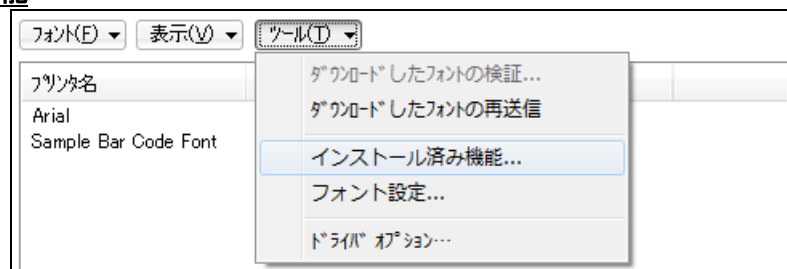 フォント(F) 表示(V) ツール(T)
プリンタ名
Arial
Sample Bar Code Font
ダウンロードしたフォントの検証...
ダウンロードしたフォントの再送信
インストール済み機能...
フォント設定...
ドライバ オプション...